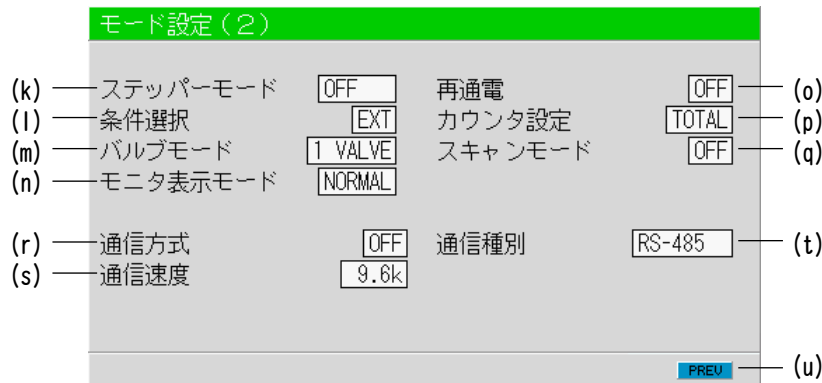 モード設定(2)
(k) ステッパーモード OFF 再通電 OFF (o)
(l) 条件選択 EXT カウンタ設定 TOTAL (p)
(m) バルブモード 1 VALVE スキャンモード OFF (q)
(n) モニタ表示モード NORMAL
(r) 通信方式 OFF 通信種別 RS-485 (t)
(s) 通信速度 9.6k
PREV (u)